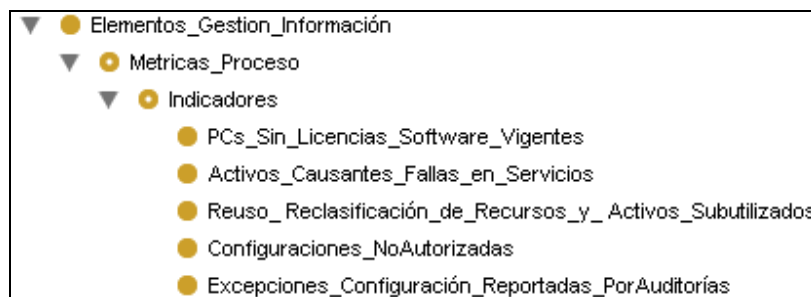 Elementos_Gestion_Información
Metricas_Proceso
Indicadores
PCs_Sin_Licencias_Software_Vigentes
Activos_Causantes_Fallas_en_Servicios
Reuso_ Reclasificación_de_Recursos_y_ Activos_Subutilizados
Configuraciones_NoAutorizadas
Excepciones_Configuración_Reportadas_PorAuditorías